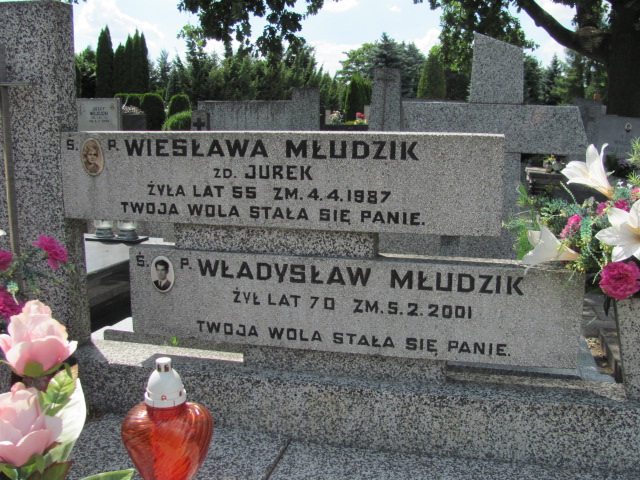 Ś. P. WIESŁAWA MŁUDZIK
ZD. JUREK
ŻYŁA LAT 55 ZM. 4.4.1987
TWOJA WOLA STAŁA SIĘ PANIE.
Ś. P. WŁADYSŁAW MŁUDZIK
ŻYŁ LAT 70 ZM. 5.2.2001
TWOJA WOLA STAŁA SIĘ PANIE.